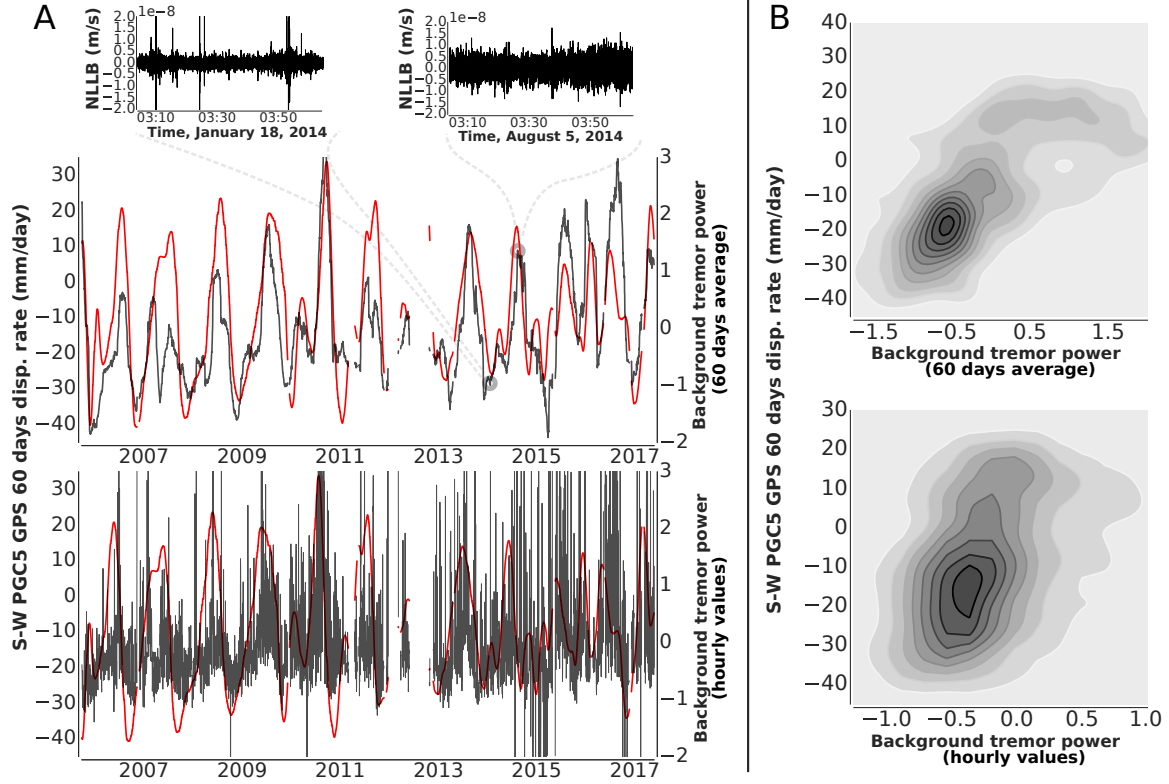 A
1e−8
2.0
1.5
1.0
0.5
0.0
−0.5
−1.0
−1.5
−2.0
NLLB (m/s)
03:10 03:30 03:50
Time, January 18, 2014
1e−8
2.0
1.5
1.0
0.5
0.0
−0.5
−1.0
−1.5
−2.0
NLLB (m/s)
03:10 03:30 03:50
Time, August 5, 2014
S-W PGC5 GPS 60 days disp. rate (mm/day)
30
20
10
0
−10
−20
−30
−40
3
2
1
0
−1
−2
Background tremor power
(60 days average)
2007 2009 2011 2013 2015 2017
30
20
10
0
−10
−20
−30
−40
3
2
1
0
−1
−2
Background tremor power
(hourly values)
2007 2009 2011 2013 2015 2017
B
S-W PGC5 GPS 60 days disp. rate (mm/day)
40
30
20
10
0
−10
−20
−30
−40
−1.5 −0.5 0.5 1.5
Background tremor power
(60 days average)
30
20
10
0
−10
−20
−30
−40
−1.0 −0.5 0.0 0.5 1.0
Background tremor power
(hourly values)